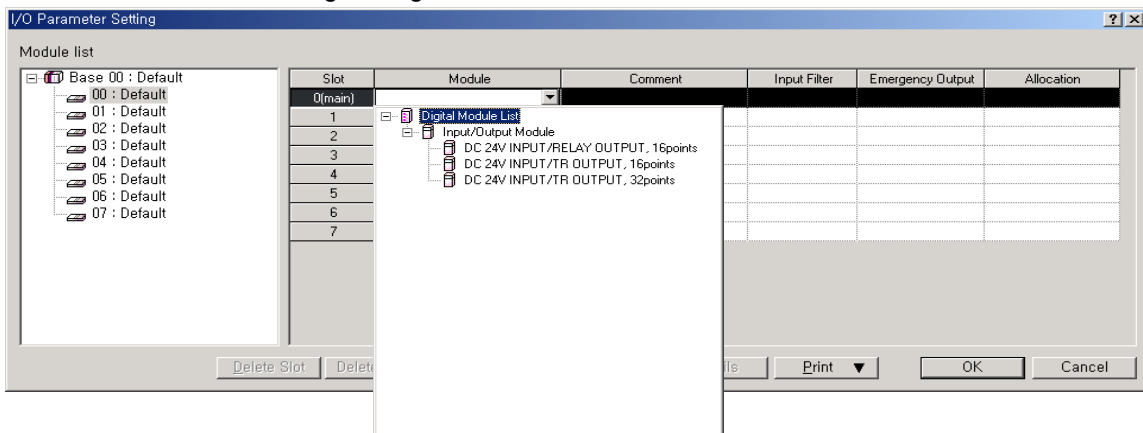 I/O Parameter Setting
Module list
Base 00 : Default
00 : Default
01 : Default
02 : Default
03 : Default
04 : Default
05 : Default
06 : Default
07 : Default
Slot Module Comment Input Filter Emergency Output Allocation
0(main)
1
2
3
4
5
6
7
Digital Module List
Input/Output Module
DC 24V INPUT/RELAY OUTPUT, 16points
DC 24V INPUT/TR OUTPUT, 16points
DC 24V INPUT/TR OUTPUT, 32points
Delete Slot Print ▼ OK Cancel